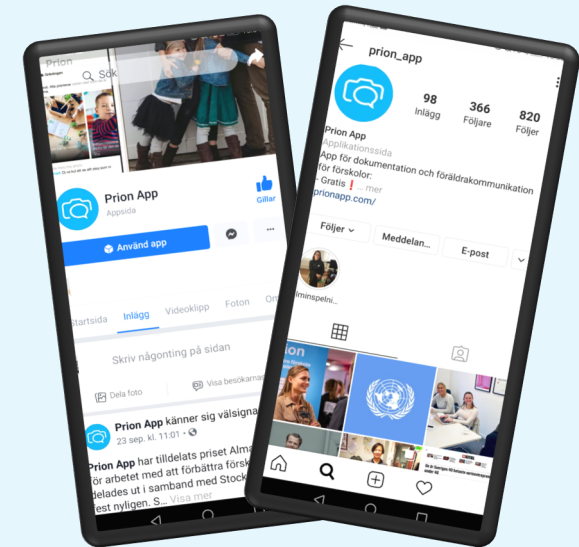 Prion
Sök
Prion App
Appsida
Gillar
Använd app
Startsida Inlägg Videoklipp Foton Om
Skriv någonting på sidan
Dela foto
Visa besökarnas
Prion App känner sig välsigna
23 sep. kl. 11:01
Prion App har tilldelats priset Alma
för arbetet med att förbättra försk
delades ut i samband med Stock
est nyligen. S... Visa mer
prion_app
98 366 820
Inlägg Följare Följer
Prion App
Applikationssida
App för dokumentation och föräldrakommunikation
för förskolor:
- Gratis ❗ ... mer
prionapp.com/
Följer Meddelan... E-post
lminspelni..